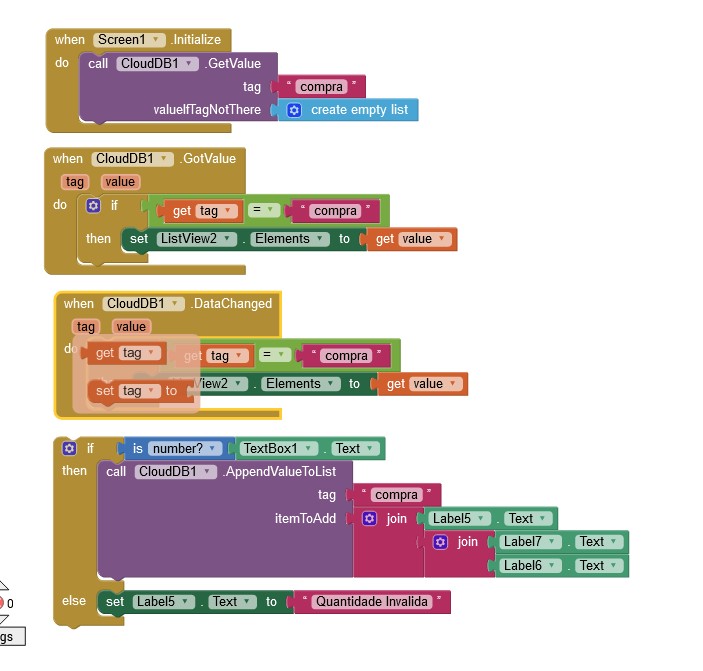 when Screen1 .Initialize
do call CloudDB1 .GetValue
tag " compra "
valueIfTagNotThere create empty list
when CloudDB1 .GotValue
tag value
do if get tag = " compra "
then set ListView2 . Elements to get value
when CloudDB1 .DataChanged
tag value
do get tag get tag = " compra "
set tag to View2 . Elements to get value
if is number? TextBox1 . Text
then call CloudDB1 .AppendValueToList
tag " compra "
itemToAdd join Label5 . Text
join Label7 . Text
Label6 . Text
0
else set Label5 . Text to " Quantidade Invalida "
gs